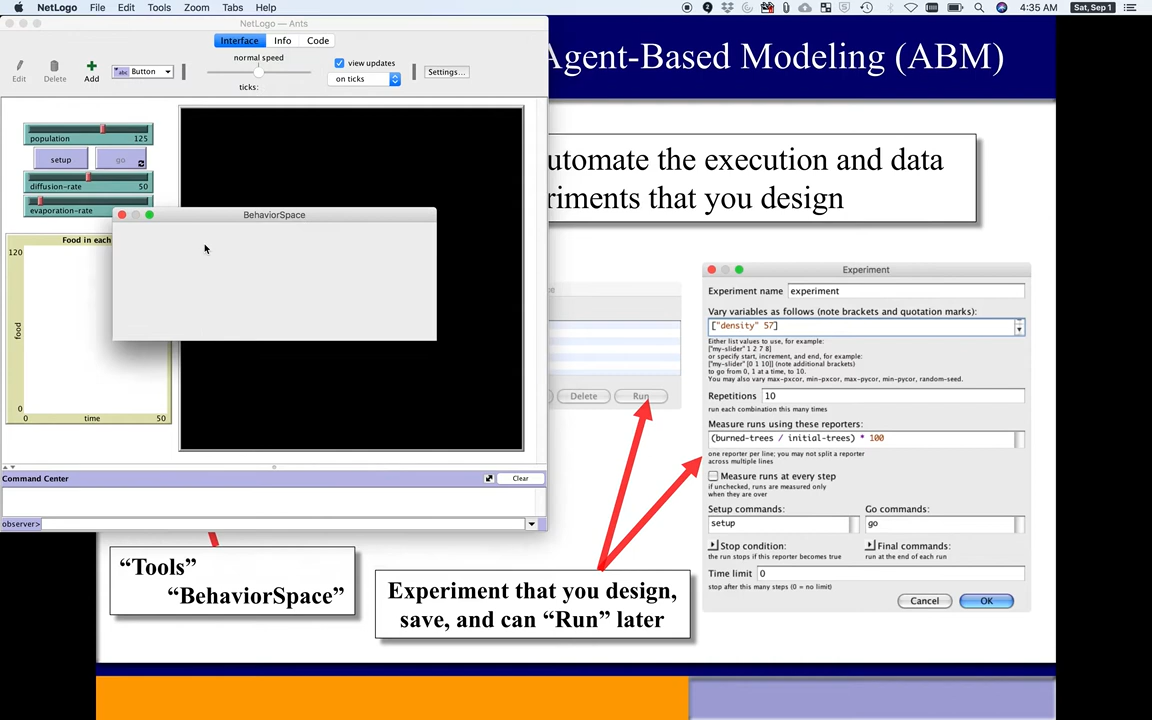 NetLogo File Edit Tools Zoom Tabs Help
4:35 AM Sat, Sep 1
NetLogo — Ants
Interface Info Code
Edit Delete Add
abc Button
normal speed
ticks:
view updates
on ticks
Settings...
population 125
setup go
diffusion-rate 50
evaporation-rate
Food in each
120
food
0
0 time 50
BehaviorSpace
Command Center
Clear
observer>
Agent-Based Modeling (ABM)
utomate the execution and data
riments that you design
Delete Run
"Tools"
"BehaviorSpace"
Experiment that you design,
save, and can "Run" later
Experiment
Experiment name experiment
Vary variables as follows (note brackets and quotation marks):
["density" 57]
Either list values to use, for example:
["my-slider" 1 2 7 8]
or specify start, increment, and end, for example:
["my-slider" [0 1 10]] (note additional brackets)
to go from 0, 1 at a time, to 10.
You may also vary min-pxcor, min-pxcor, max-pycor, min-pycor, random-seed.
Repetitions 10
run each combination this many times
Measure runs using these reporters:
(burned-trees / initial-trees) * 100
one reporter per line; you may not split a reporter
across multiple lines
Measure runs at every step
if unchecked, runs are measured only
when they are over
Setup commands: Go commands:
setup go
Stop condition: Final commands:
the run stops if this reporter becomes true run at the end of each run
Time limit 0
stop after this many steps (0 = no limit)
Cancel OK